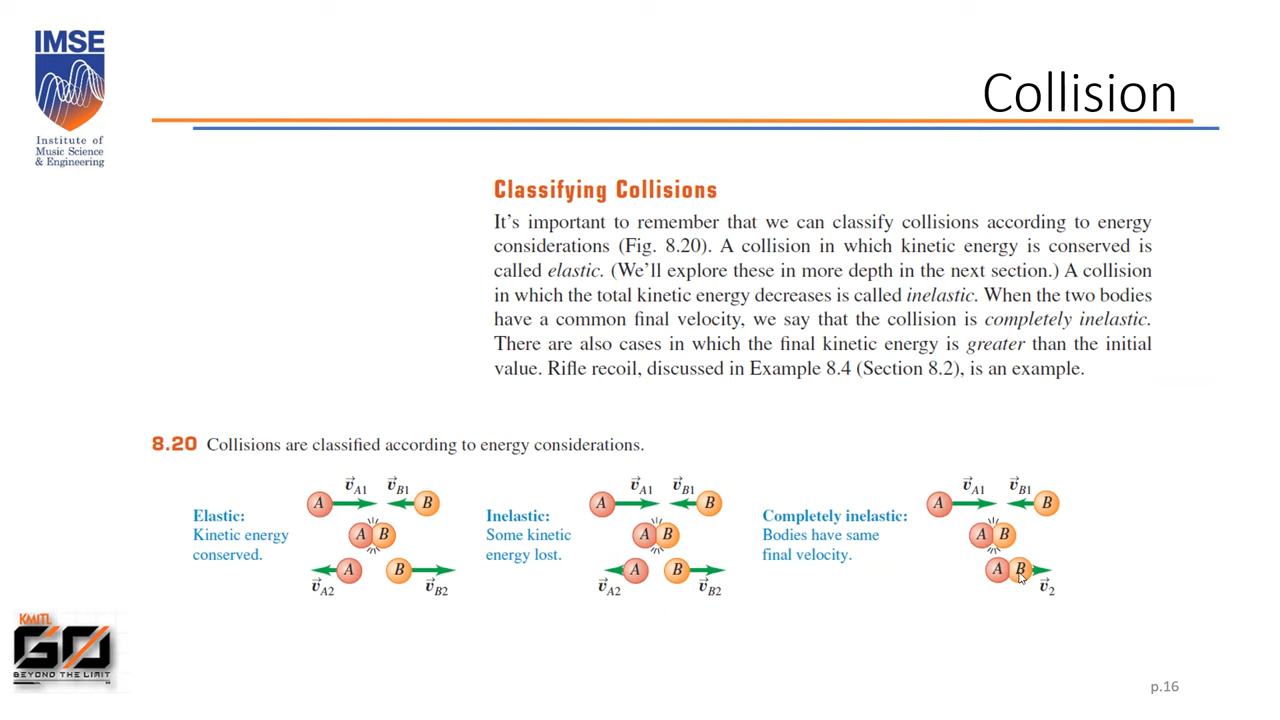 IMSE
Institute of
Music Science
& Engineering
Collision
Classifying Collisions
It's important to remember that we can classify collisions according to energy
considerations (Fig. 8.20). A collision in which kinetic energy is conserved is
called elastic. (We'll explore these in more depth in the next section.) A collision
in which the total kinetic energy decreases is called inelastic. When the two bodies
have a common final velocity, we say that the collision is completely inelastic.
There are also cases in which the final kinetic energy is greater than the initial
value. Rifle recoil, discussed in Example 8.4 (Section 8.2), is an example.
8.20 Collisions are classified according to energy considerations.
Elastic:
Kinetic energy
conserved.
v⃗A1 v⃗B1
A B
A B
A B
v⃗A2 v⃗B2
Inelastic:
Some kinetic
energy lost.
v⃗A1 v⃗B1
A B
A B
A B
v⃗A2 v⃗B2
Completely inelastic:
Bodies have same
final velocity.
v⃗A1 v⃗B1
A B
A B
A B
v⃗2
KMITL
GO
BEYOND THE LIMIT
p.16